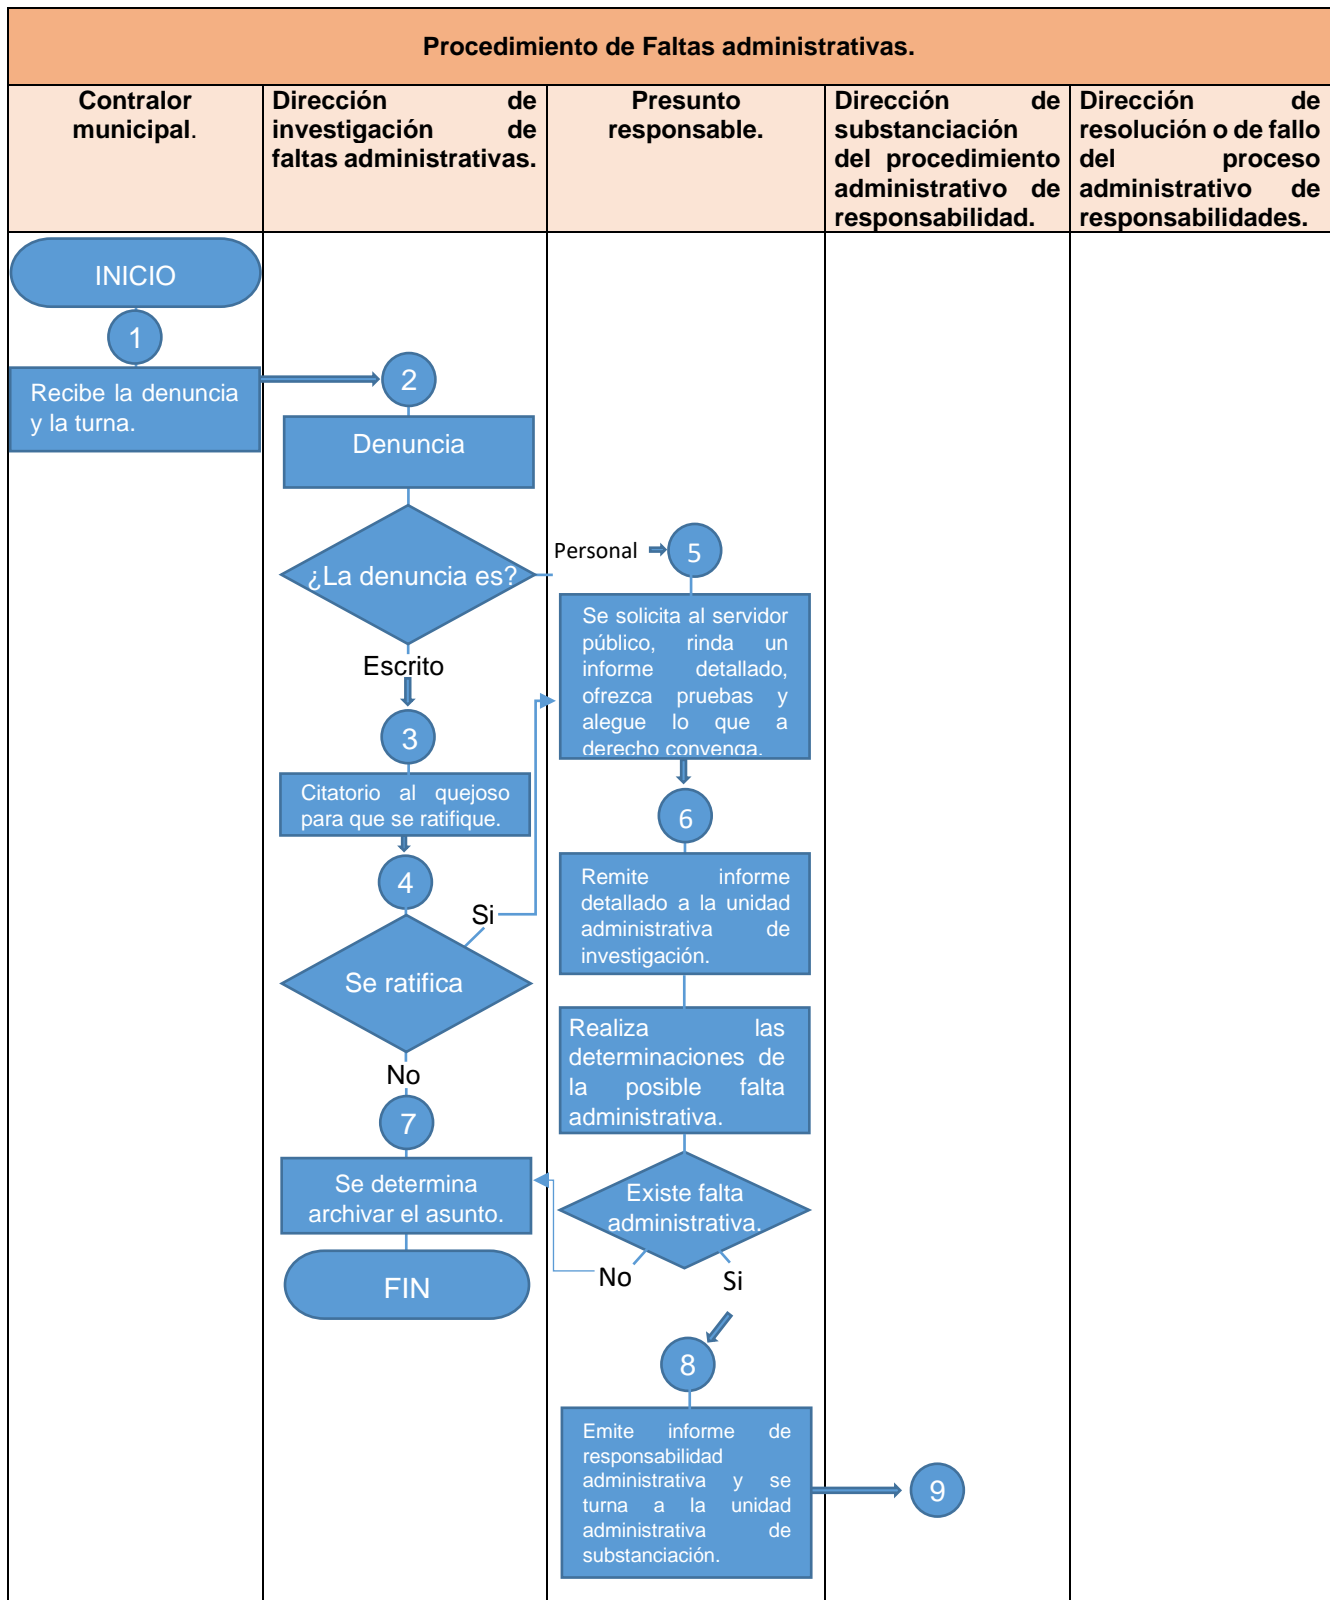 Procedimiento de Faltas administrativas.
Contralor
municipal.
Dirección de
investigación de
faltas administrativas.
Presunto
responsable.
Dirección de
substanciación
del procedimiento
administrativo de
responsabilidad.
Dirección de
resolución o de fallo
del proceso
administrativo de
responsabilidades.
INICIO
1
Recibe la denuncia
y la turna.
2
Denuncia
¿La denuncia es?
Personal
5
Se solicita al servidor
público, rinda un
informe detallado,
ofrezca pruebas y
alegue lo que a
derecho convenga.
Escrito
3
Citatorio al quejoso
para que se ratifique.
4
Si
Se ratifica
No
6
Remite informe
detallado a la unidad
administrativa de
investigación.
Realiza las
determinaciones de
la posible falta
administrativa.
7
Se determina
archivar el asunto.
FIN
Existe falta
administrativa.
No
Si
8
Emite informe de
responsabilidad
administrativa y se
turna a la unidad
administrativa de
substanciación.
9